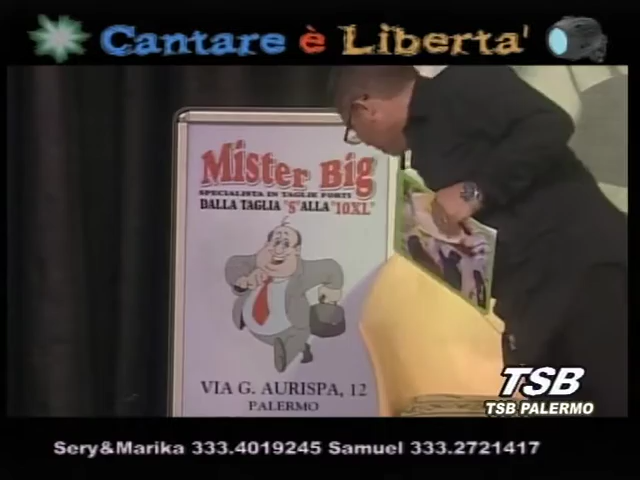 Cantare è Liberta'
Mister Big
SPECIALISTA IN TAGLIE FORTI
DALLA TAGLIA "S" ALLA "10XL"
VIA G. AURISPA, 12
PALERMO
TSB
TSB PALERMO
Sery&Marika 333.4019245 Samuel 333.2721417